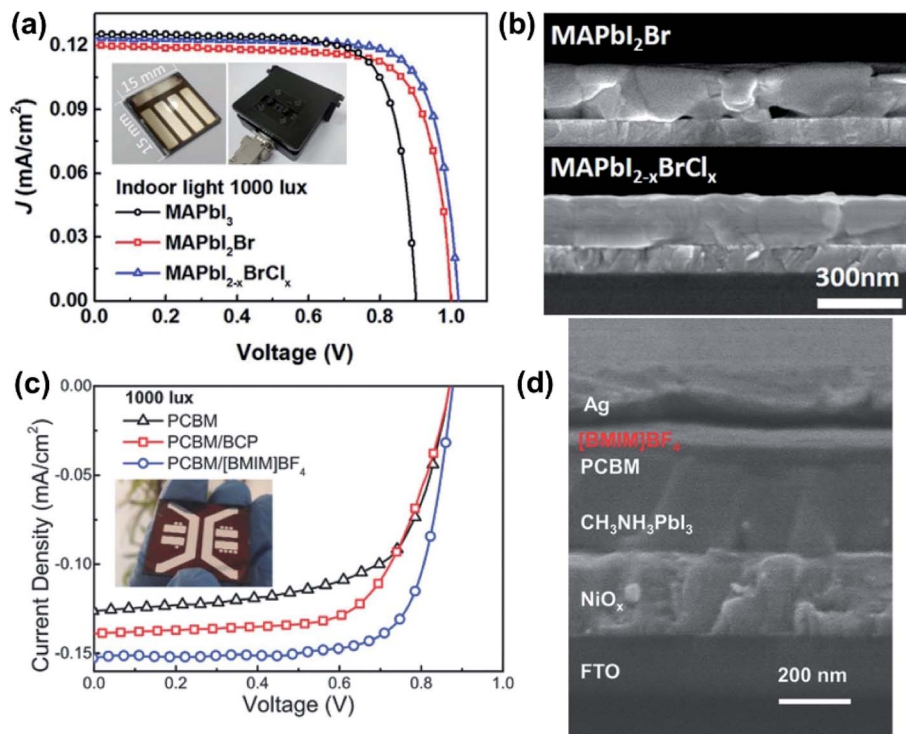 (a)
0.12
0.09
0.06
0.03
0.00
J (mA/cm²)
15 mm
15 mm
Indoor light 1000 lux
MAPbI₃
MAPbI₂Br
MAPbI₂₋ₓBrClₓ
0.0 0.2 0.4 0.6 0.8 1.0
Voltage (V)
(b)
MAPbI₂Br
MAPbI₂₋ₓBrClₓ
300nm
(c)
0.00
-0.05
-0.10
-0.15
Current Density (mA/cm²)
1000 lux
PCBM
PCBM/BCP
PCBM/[BMIM]BF₄
0.0 0.2 0.4 0.6 0.8 1.0
Voltage (V)
(d)
Ag
[BMIM]BF₄
PCBM
CH₃NH₃PbI₃
NiOₓ
FTO
200 nm